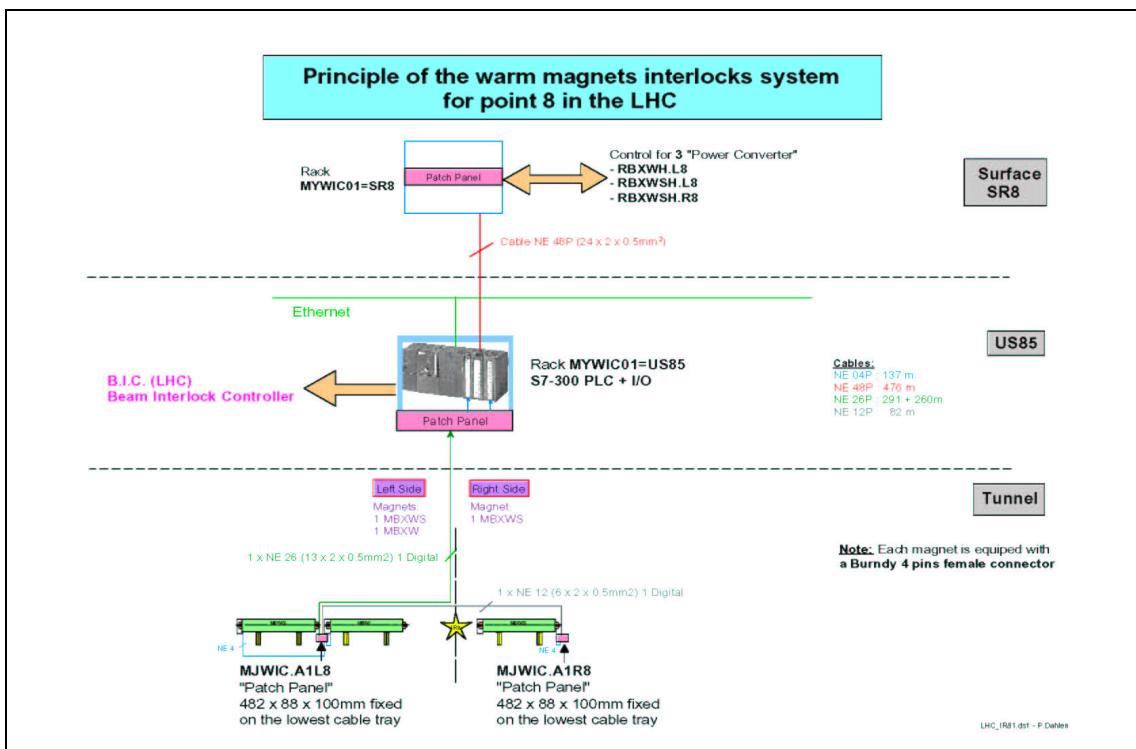 Principle of the warm magnets interlocks system
for point 8 in the LHC
Rack
MYWIC01=SR8
Patch Panel
Control for 3 "Power Converter"
- RBXWH.L8
- RBXWSH.L8
- RBXWSH.R8
Surface
SR8
Cable NE 48P (24 x 2 x 0.5mm²)
Ethernet
US85
B.I.C. (LHC)
Beam Interlock Controller
Rack MYWIC01=US85
S7-300 PLC + I/O
Patch Panel
Cables:
NE 04P : 137 m
NE 48P : 476 m
NE 26P : 291 + 260m
NE 12P : 82 m
Left Side
Right Side
Tunnel
Magnets:
1 MBXWS
1 MBXW
Magnet:
1 MBXWS
Note: Each magnet is equiped with
a Burndy 4 pins female connector
1 x NE 26 (13 x 2 x 0.5mm2) 1 Digital
1 x NE 12 (6 x 2 x 0.5mm2) 1 Digital
NE 4
NE 4
MJWIC.A1L8
"Patch Panel"
482 x 88 x 100mm fixed
on the lowest cable tray
MJWIC.A1R8
"Patch Panel"
482 x 88 x 100mm fixed
on the lowest cable tray
LHC_IR81.dsf - P.Dahlen